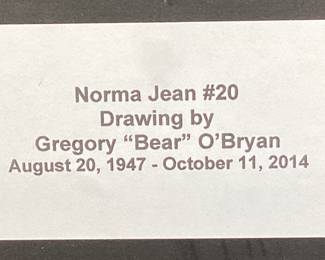 Norma Jean #20
Drawing by
Gregory “Bear” O’Bryan
August 20, 1947 - October 11, 2014